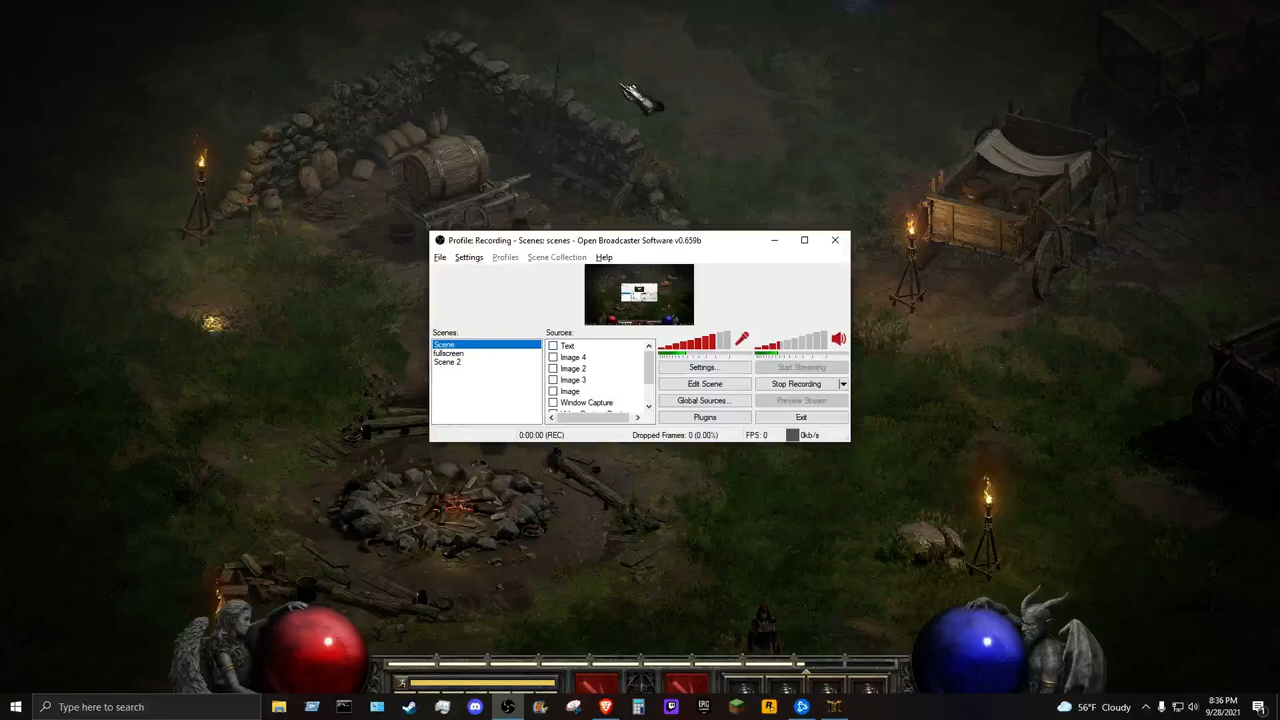 Profile: Recording - Scenes: scenes - Open Broadcaster Software v0.659b
File Settings Profiles Scene Collection Help
Scenes:
Scene
fullscreen
Scene 2
Sources:
Text
Image 4
Image 2
Image 3
Image
Window Capture
Settings...
Start Streaming
Edit Scene
Stop Recording
Global Sources...
Preview Stream
Plugins
Exit
0:00:00 (REC)
Dropped Frames: 0 (0.00%)
FPS: 0
0kb/s
Type here to search
EPIC
56°F Cloudy
8:36 PM
9/28/2021